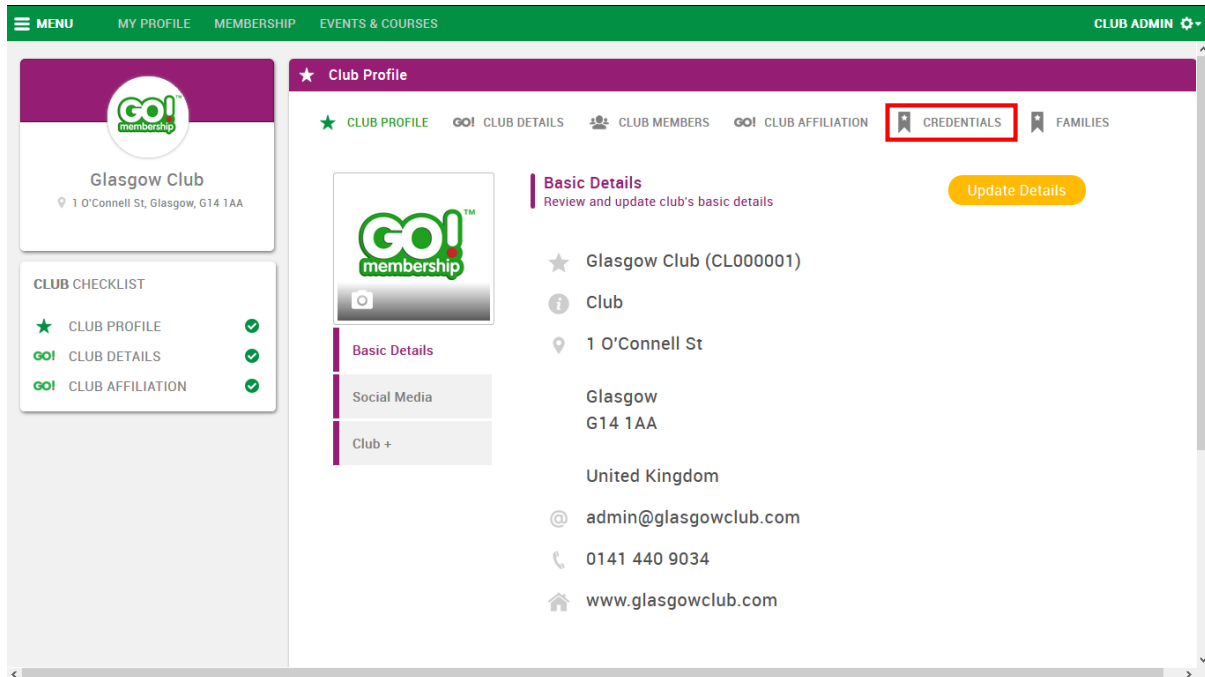 MENU MY PROFILE MEMBERSHIP EVENTS & COURSES CLUB ADMIN
GO!™
membership
Glasgow Club
1 O'Connell St, Glasgow, G14 1AA
CLUB CHECKLIST
CLUB PROFILE
GO! CLUB DETAILS
GO! CLUB AFFILIATION
Club Profile
CLUB PROFILE GO! CLUB DETAILS CLUB MEMBERS GO! CLUB AFFILIATION CREDENTIALS FAMILIES
GO!™
membership
Basic Details
Social Media
Club +
Basic Details
Review and update club's basic details
Update Details
Glasgow Club (CL000001)
Club
1 O'Connell St
Glasgow
G14 1AA
United Kingdom
@ admin@glasgowclub.com
0141 440 9034
www.glasgowclub.com